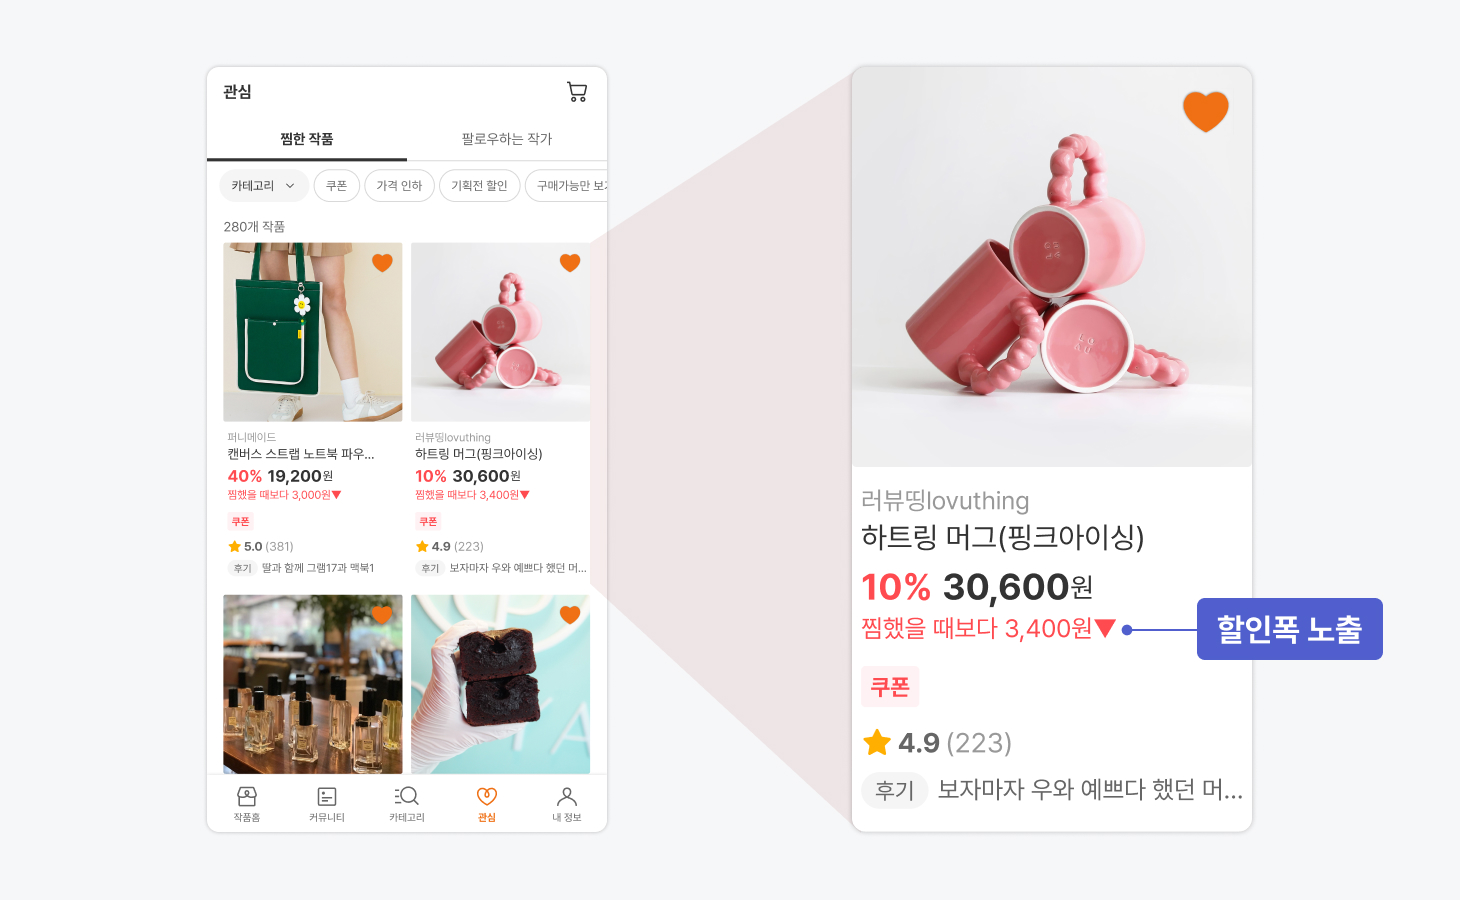 관심
찜한 작품
팔로우하는 작가
카테고리
쿠폰
가격 인하
기획전 할인
구매가능만 보
280개 작품
퍼니메이드
캔버스 스트랩 노트북 파우...
40% 19,200원
찜했을 때보다 3,000원▼
쿠폰
5.0 (381)
후기 딸과 함께 그램17과 맥북1
러뷰띵lovuthing
하트링 머그(핑크아이싱)
10% 30,600원
찜했을 때보다 3,400원▼
쿠폰
4.9 (223)
후기 보자마자 우와 예쁘다 했던 머...
작품홈
커뮤니티
카테고리
관심
내 정보
러뷰띵lovuthing
하트링 머그(핑크아이싱)
10% 30,600원
찜했을 때보다 3,400원▼
할인폭 노출
쿠폰
4.9 (223)
후기 보자마자 우와 예쁘다 했던 머...